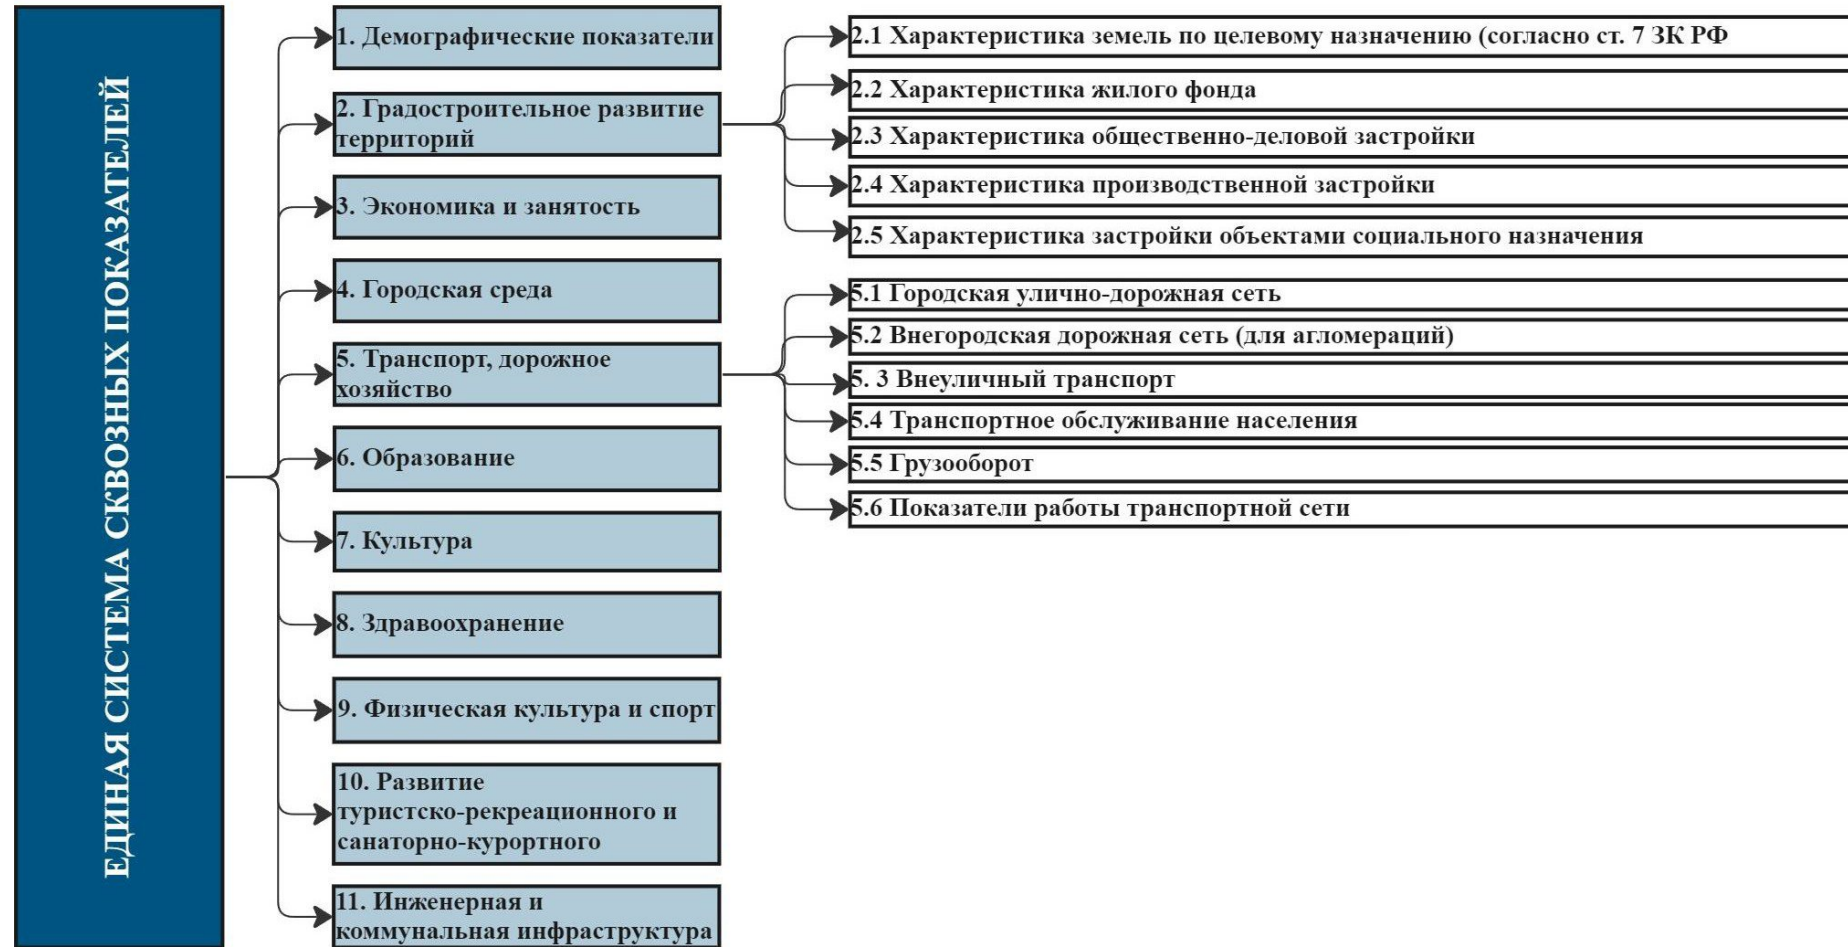 ЕДИНАЯ СИСТЕМА СКВОЗНЫХ ПОКАЗАТЕЛЕЙ
1. Демографические показатели
2. Градостроительное развитие
территорий
3. Экономика и занятость
4. Городская среда
5. Транспорт, дорожное
хозяйство
6. Образование
7. Культура
8. Здравоохранение
9. Физическая культура и спорт
10. Развитие
туристско-рекреационного и
санаторно-курортного
11. Инженерная и
коммунальная инфраструктура
2.1 Характеристика земель по целевому назначению (согласно ст. 7 ЗК РФ
2.2 Характеристика жилого фонда
2.3 Характеристика общественно-деловой застройки
2.4 Характеристика производственной застройки
2.5 Характеристика застройки объектами социального назначения
5.1 Городская улично-дорожная сеть
5.2 Внегородская дорожная сеть (для агломераций)
5. 3 Внеуличный транспорт
5.4 Транспортное обслуживание населения
5.5 Грузооборот
5.6 Показатели работы транспортной сети